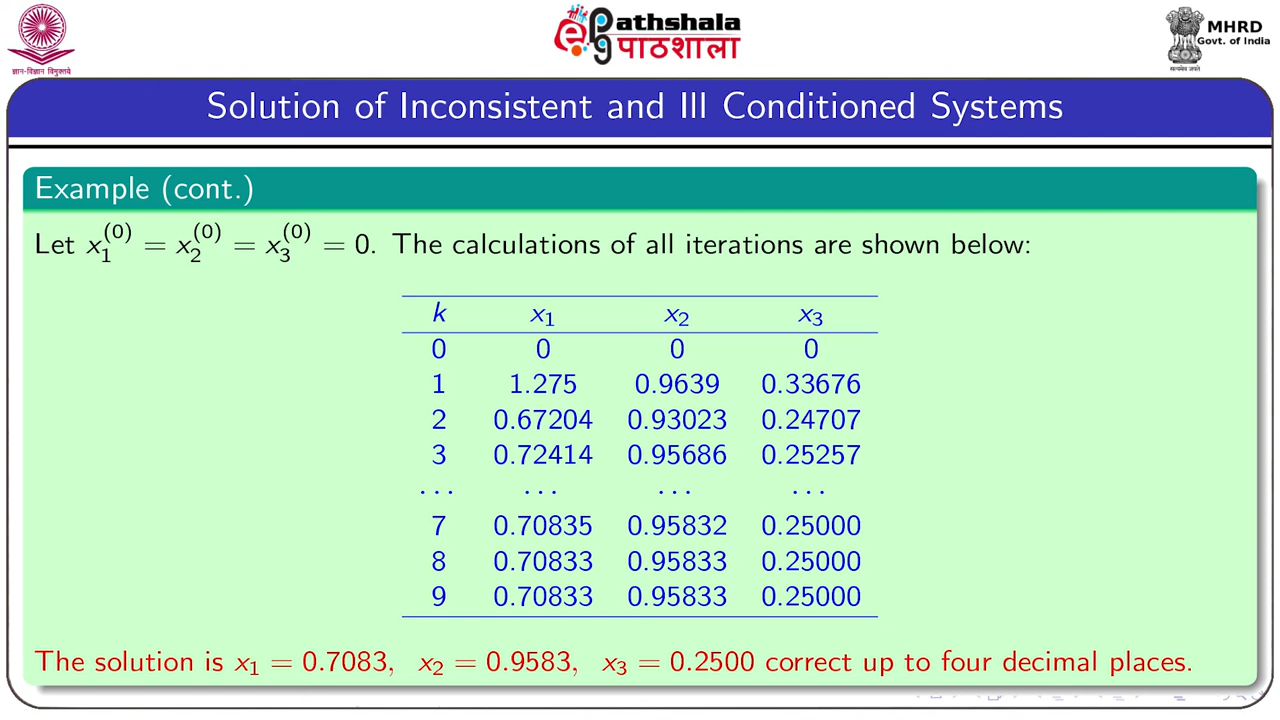 ज्ञान-विज्ञान विमुक्तये
ePathshala
पाठशाला
सत्यमेव जयते
MHRD
Govt. of India
Solution of Inconsistent and Ill Conditioned Systems
Example (cont.)
Let x₁⁽⁰⁾ = x₂⁽⁰⁾ = x₃⁽⁰⁾ = 0. The calculations of all iterations are shown below:
k x₁ x₂ x₃
0 0 0 0
1 1.275 0.9639 0.33676
2 0.67204 0.93023 0.24707
3 0.72414 0.95686 0.25257
... ... ... ...
7 0.70835 0.95832 0.25000
8 0.70833 0.95833 0.25000
9 0.70833 0.95833 0.25000
The solution is x₁ = 0.7083, x₂ = 0.9583, x₃ = 0.2500 correct up to four decimal places.